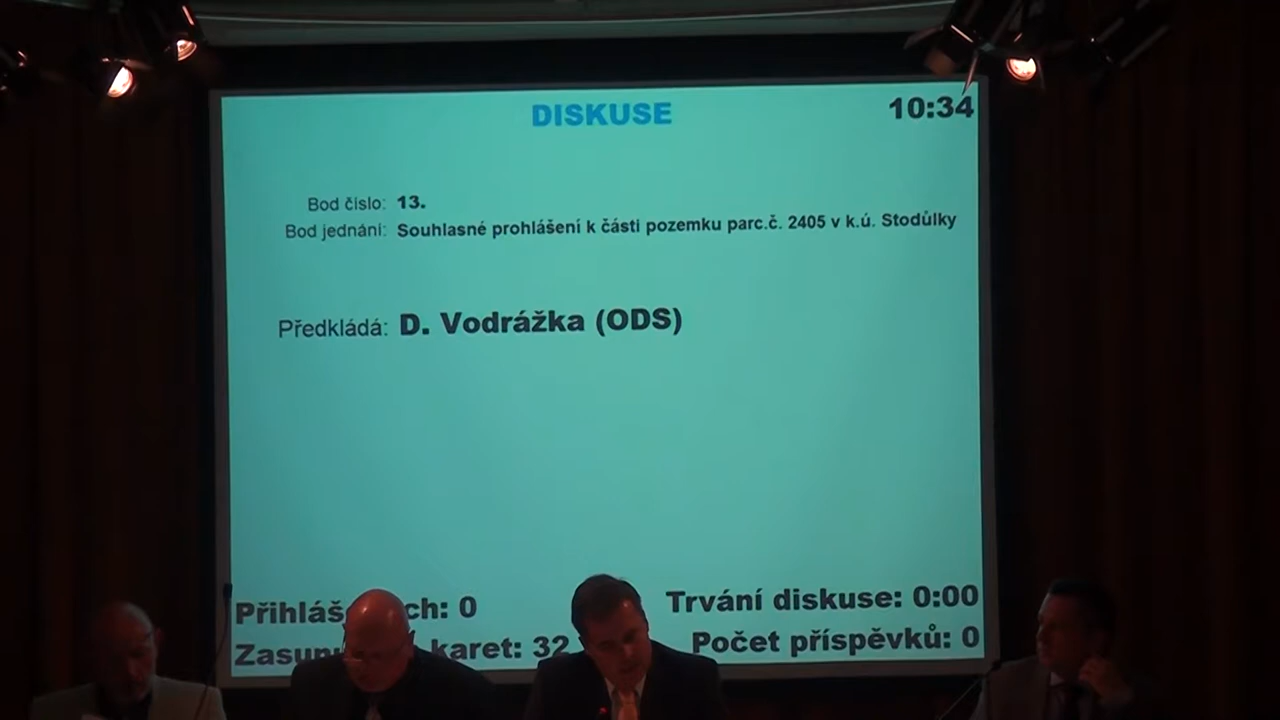 DISKUSE
10:34
Bod číslo: 13.
Bod jednání: Souhlasné prohlášení k části pozemku parc.č. 2405 v k.ú. Stodůlky
Předkládá: D. Vodrážka (ODS)
ch: 0
Trvání diskuse: 0:00
karet: 32
Počet příspěvků: 0